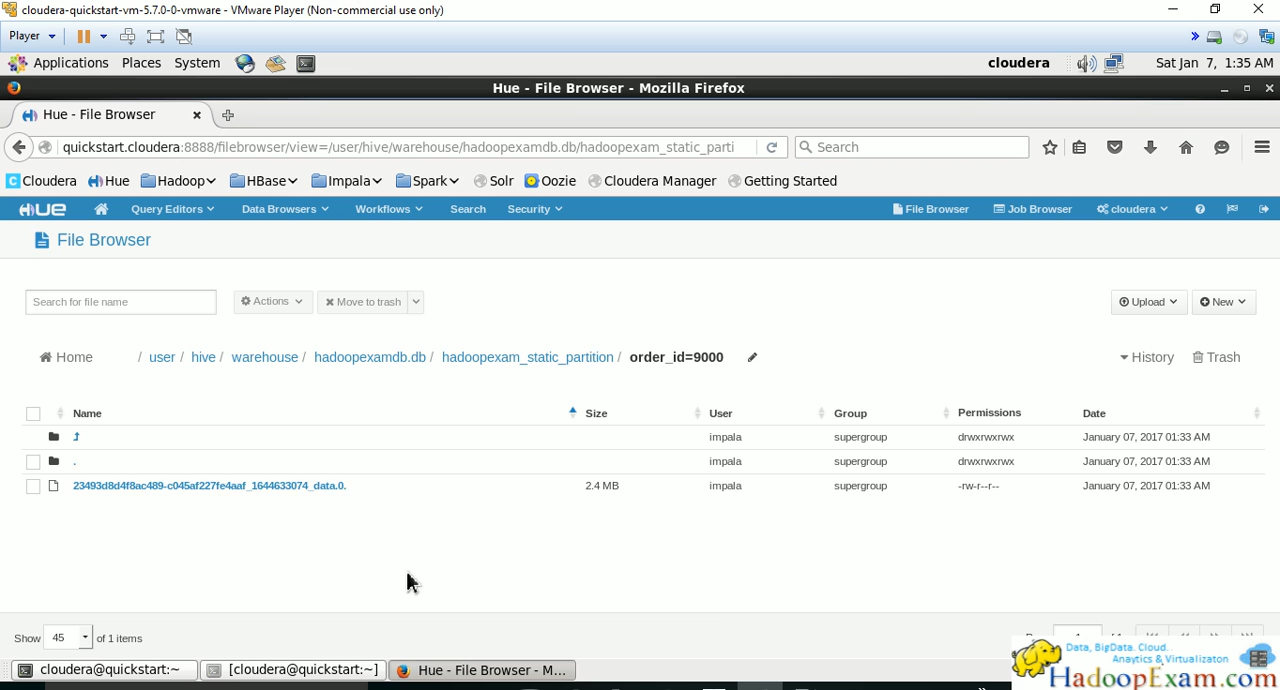 cloudera-quickstart-vm-5.7.0-0-vmware - VMware Player (Non-commercial use only)
Player
Applications Places System cloudera Sat Jan 7, 1:35 AM
Hue - File Browser - Mozilla Firefox
Hue - File Browser
quickstart.cloudera:8888/filebrowser/view=/user/hive/warehouse/hadoopexamdb.db/hadoopexam_static_parti Search
Cloudera Hue Hadoop HBase Impala Spark Solr Oozie Cloudera Manager Getting Started
HUE Query Editors Data Browsers Workflows Search Security File Browser Job Browser cloudera
File Browser
Search for file name Actions Move to trash Upload New
Home / user / hive / warehouse / hadoopexamdb.db / hadoopexam_static_partition / order_id=9000 History Trash
Name Size User Group Permissions Date
impala supergroup drwxrwxrwx January 07, 2017 01:33 AM
. impala supergroup drwxrwxrwx January 07, 2017 01:33 AM
23493d8d4f8ac489-c045af227fe4aaf_1644633074_data.0. 2.4 MB impala supergroup -rw-r--r-- January 07, 2017 01:33 AM
Show 45 of 1 items
Data, BigData. Cloud.
Anaytics & Virtualizaton
HadoopExam.com
cloudera@quickstart:~ [cloudera@quickstart:~] Hue - File Browser - M...